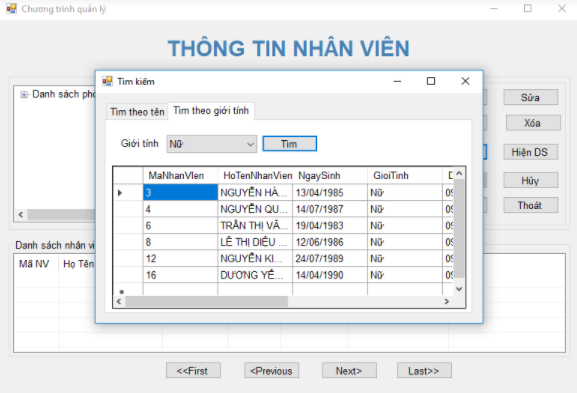 Chương trình quản lý
THÔNG TIN NHÂN VIÊN
Danh sách phò
Sửa
Xóa
Hiện DS
Hủy
Thoát
Tìm kiếm
Tìm theo tên Tìm theo giới tính
Giới tính Nữ Tìm
MaNhanVIen HoTenNhanVien NgaySinh GioiTinh D
3 NGUYỄN HÀ... 13/04/1985 Nữ 09
4 NGUYỄN QU... 14/07/1987 Nữ 09
6 TRẦN THỊ VĂ... 19/04/1983 Nữ 09
8 LÊ THỊ DIỆU ... 12/06/1986 Nữ 09
12 NGUYỄN KI... 24/07/1989 Nữ 09
16 DƯƠNG YẾ... 14/04/1990 Nữ 09
Danh sách nhân vi
Mã NV Họ Tên
<<First <Previous Next> Last>>